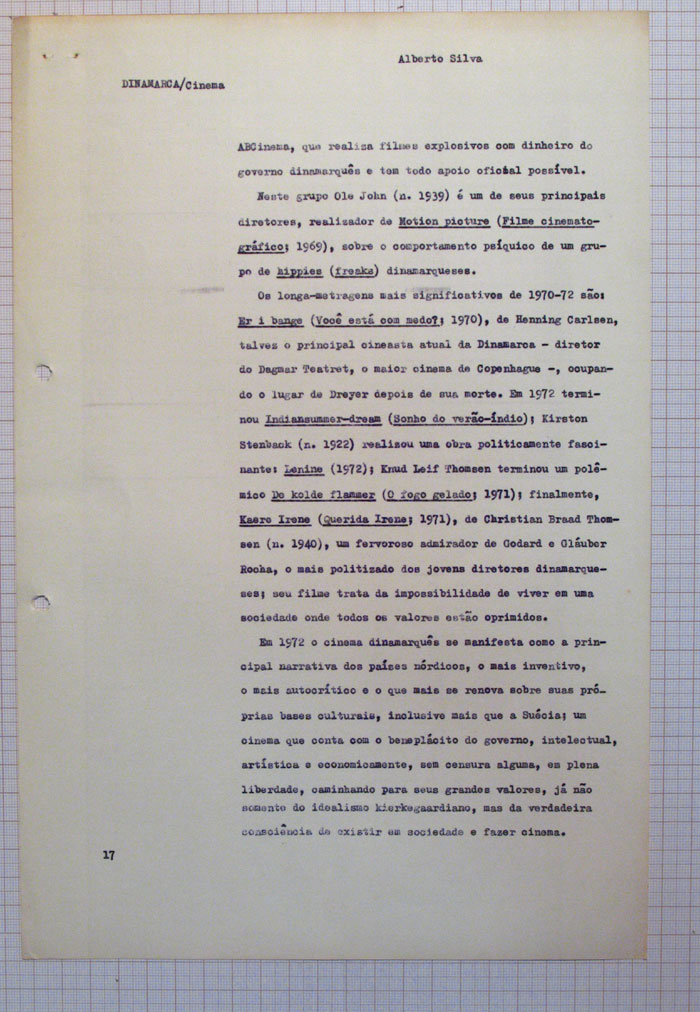 Alberto Silva
DINAMARCA/Cinema
ABCinema, que realiza filmes explosivos com dinheiro do
governo dinamarquês e tem todo apoio oficial possível.
Neste grupo Ole John (n. 1939) é um de seus principais
diretores, realizador de Motion picture (Filme cinemato-
gráfico; 1969), sobre o comportamento psíquico de um gru-
po de hippies (freaks) dinamarqueses.
Os longa-metragens mais significativos de 1970-72 são:
Er i bange (Você está com medo?; 1970), de Henning Carlsen,
talves o principal cineasta atual da Dinamarca - diretor
do Dagmar Teatret, o maior cinema de Copenhague -, ocupan-
do o lugar de Dreyer depois de sua morte. Em 1972 termi-
nou Indiansummer-dream (Sonho do verão-índio); Kirston
Stenback (n. 1922) realizou uma obra politicamente fasci-
nante: Lenine (1972); Knud Leif Thomsen terminou um polê-
mico De kolde flammer (O fogo gelado; 1971); finalmente,
Kaere Irene (Querida Irene; 1971), de Christian Braad Thom-
sen (n. 1940), um fervoroso admirador de Godard e Gláuber
Rocha, o mais politizado dos jovens diretores dinamarque-
ses; seu filme trata da impossibilidade de viver em uma
sociedade onde todos os valores estão oprimidos.
Em 1972 o cinema dinamarquês se manifesta como a prin-
cipal narrativa dos países nórdicos, o mais inventivo,
o mais autocrítico e o que mais se renova sobre suas pró-
prias bases culturais, inclusive mais que a Suécia; um
cinema que conta com o beneplácito do governo, intelectual,
artística e economicamente, sem censura alguma, em plena
liberdade, caminhando para seus grandes valores, já não
somente do idealismo kierkegaardiano, mas da verdadeira
consciência de existir em sociedade e fazer cinema.
17